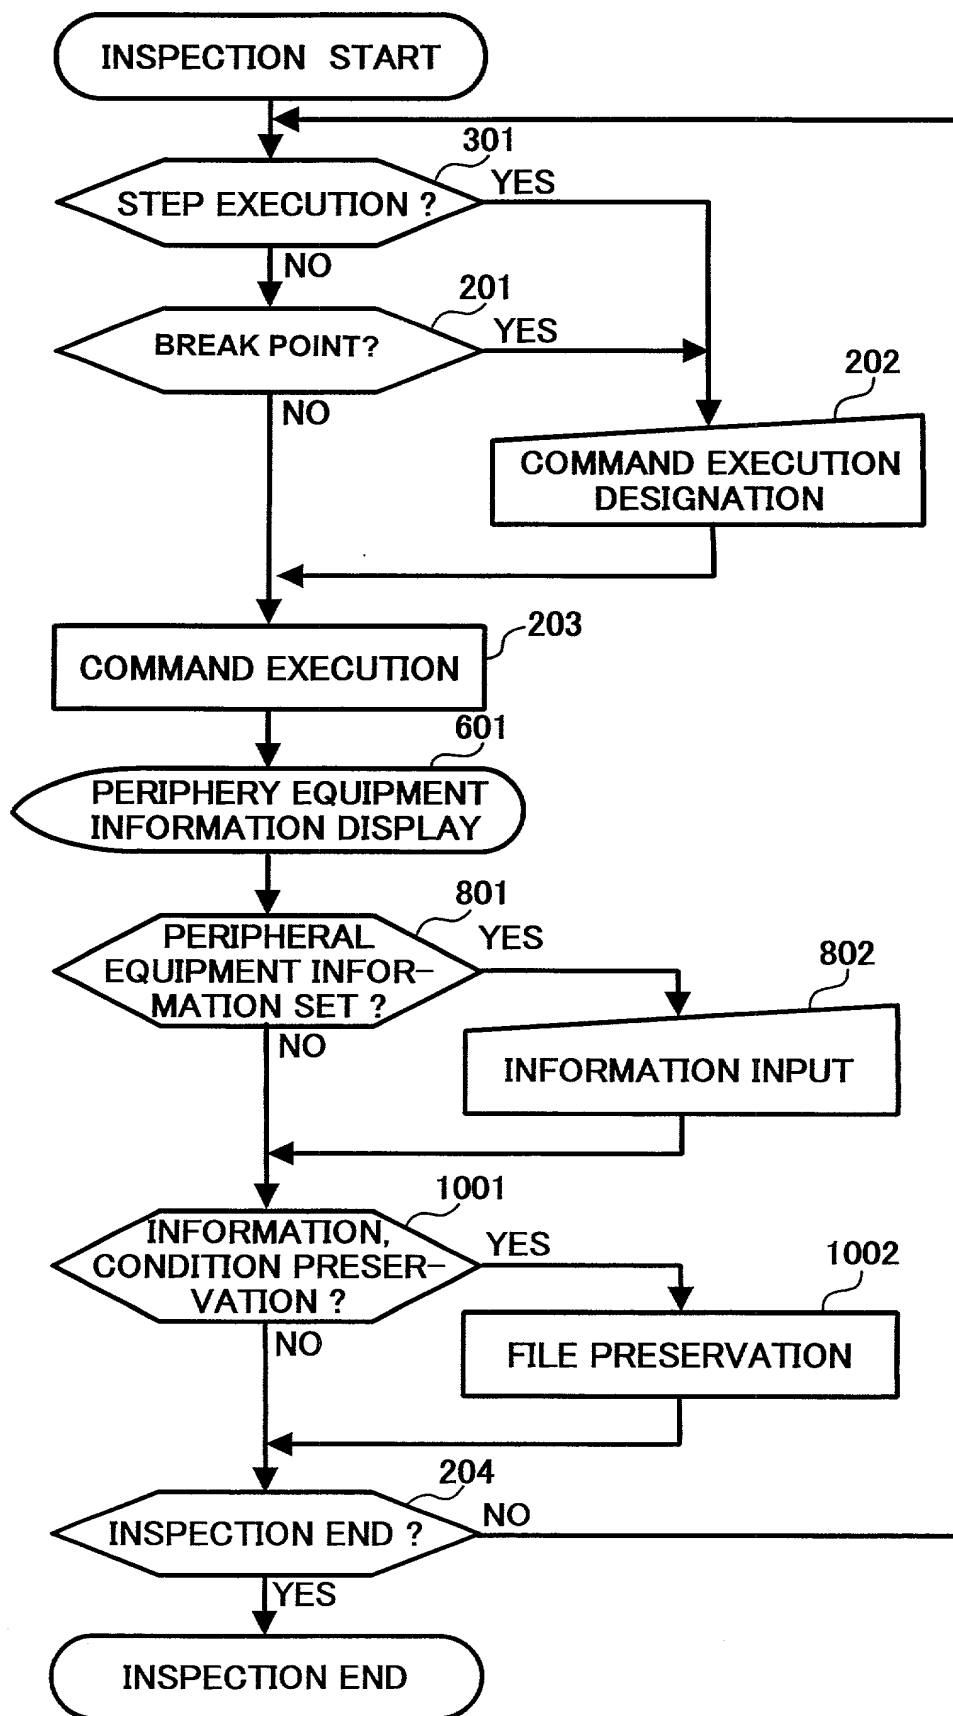 INSPECTION START
301
STEP EXECUTION ?
YES
NO
201
BREAK POINT?
YES
NO
202
COMMAND EXECUTION
DESIGNATION
203
COMMAND EXECUTION
601
PERIPHERY EQUIPMENT
INFORMATION DISPLAY
801
PERIPHERAL
EQUIPMENT INFOR-
MATION SET ?
YES
NO
802
INFORMATION INPUT
1001
INFORMATION,
CONDITION PRESER-
VATION ?
YES
NO
1002
FILE PRESERVATION
204
INSPECTION END ?
NO
YES
INSPECTION END